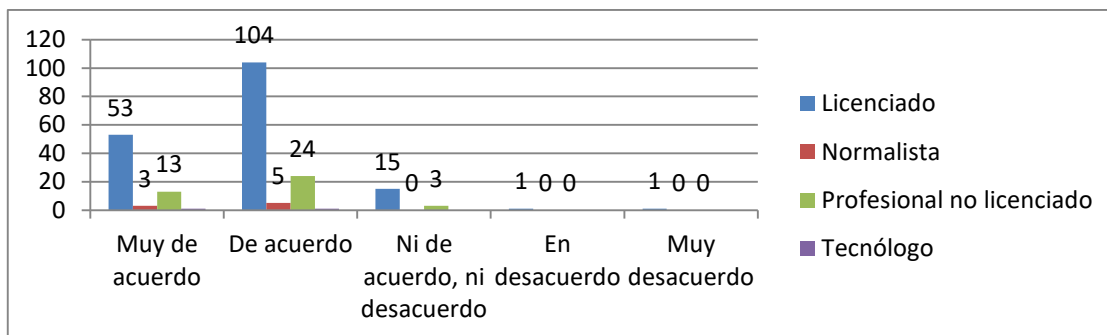 120
100
80
60
40
20
0
53
3
13
104
5
24
15
0
3
1
0
0
1
0
0
Muy de
acuerdo
De acuerdo
Ni de
acuerdo, ni
desacuerdo
En
desacuerdo
Muy
desacuerdo
Licenciado
Normalista
Profesional no licenciado
Tecnólogo